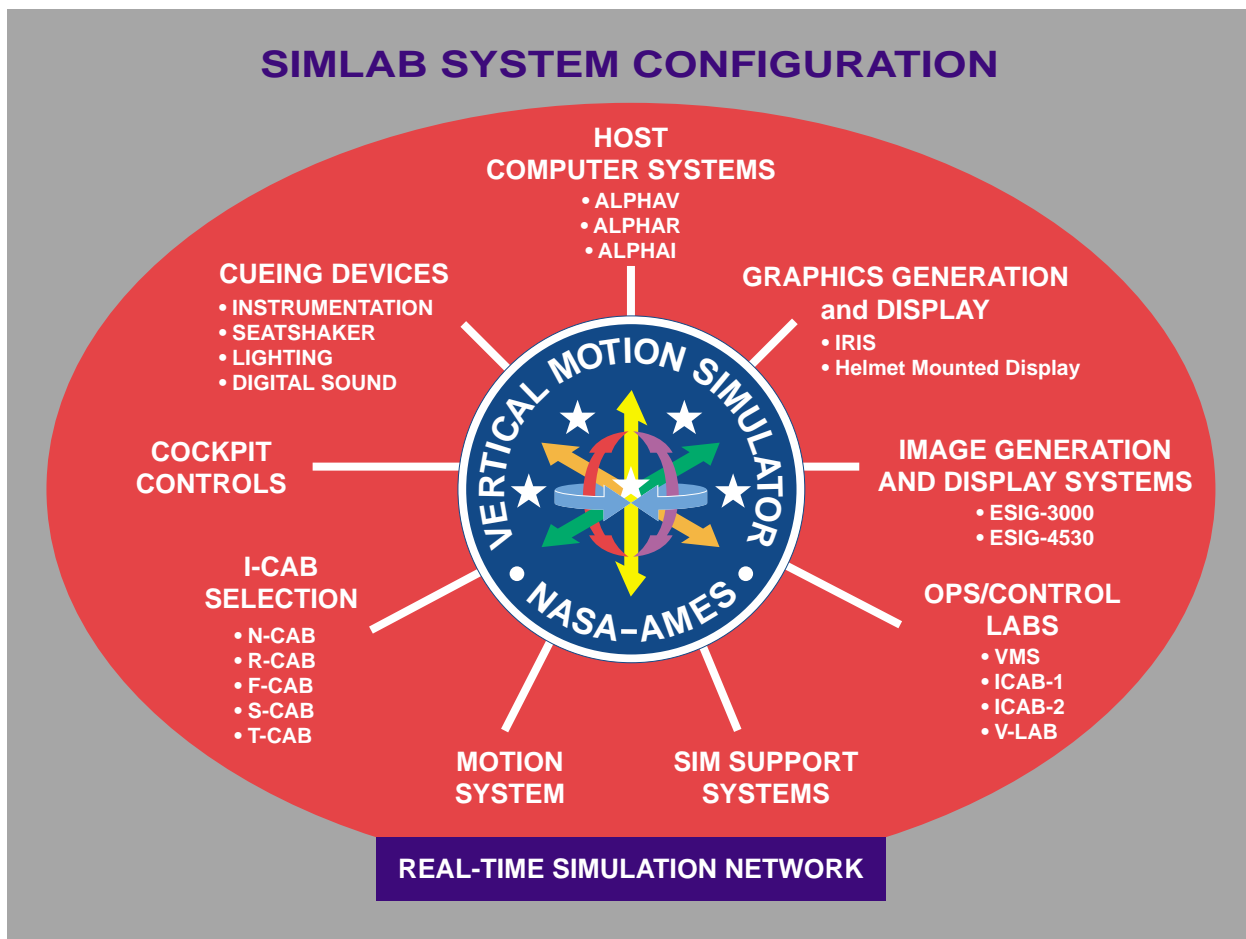 SIMLAB SYSTEM CONFIGURATION
HOST
COMPUTER SYSTEMS
• ALPHAV
• ALPHAR
• ALPHAI
CUEING DEVICES
• INSTRUMENTATION
• SEATSHAKER
• LIGHTING
• DIGITAL SOUND
GRAPHICS GENERATION
and DISPLAY
• IRIS
• Helmet Mounted Display
VERTICAL MOTION SIMULATOR
• NASA–AMES •
COCKPIT
CONTROLS
IMAGE GENERATION
AND DISPLAY SYSTEMS
• ESIG-3000
• ESIG-4530
I-CAB
SELECTION
• N-CAB
• R-CAB
• F-CAB
• S-CAB
• T-CAB
OPS/CONTROL
LABS
• VMS
• ICAB-1
• ICAB-2
• V-LAB
MOTION
SYSTEM
SIM SUPPORT
SYSTEMS
REAL-TIME SIMULATION NETWORK